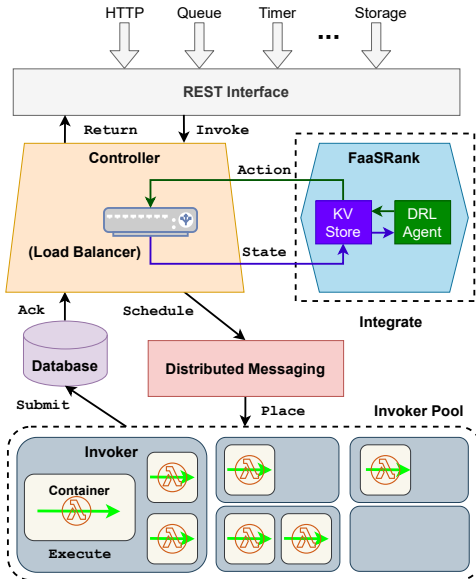 HTTP Queue Timer ... Storage
REST Interface
Return Invoke
Controller
FaaSRank
Action
KV
Store
DRL
Agent
(Load Balancer)
State
Ack
Schedule
Integrate
Database
Distributed Messaging
Submit
Place
Invoker Pool
Invoker
Container
Execute